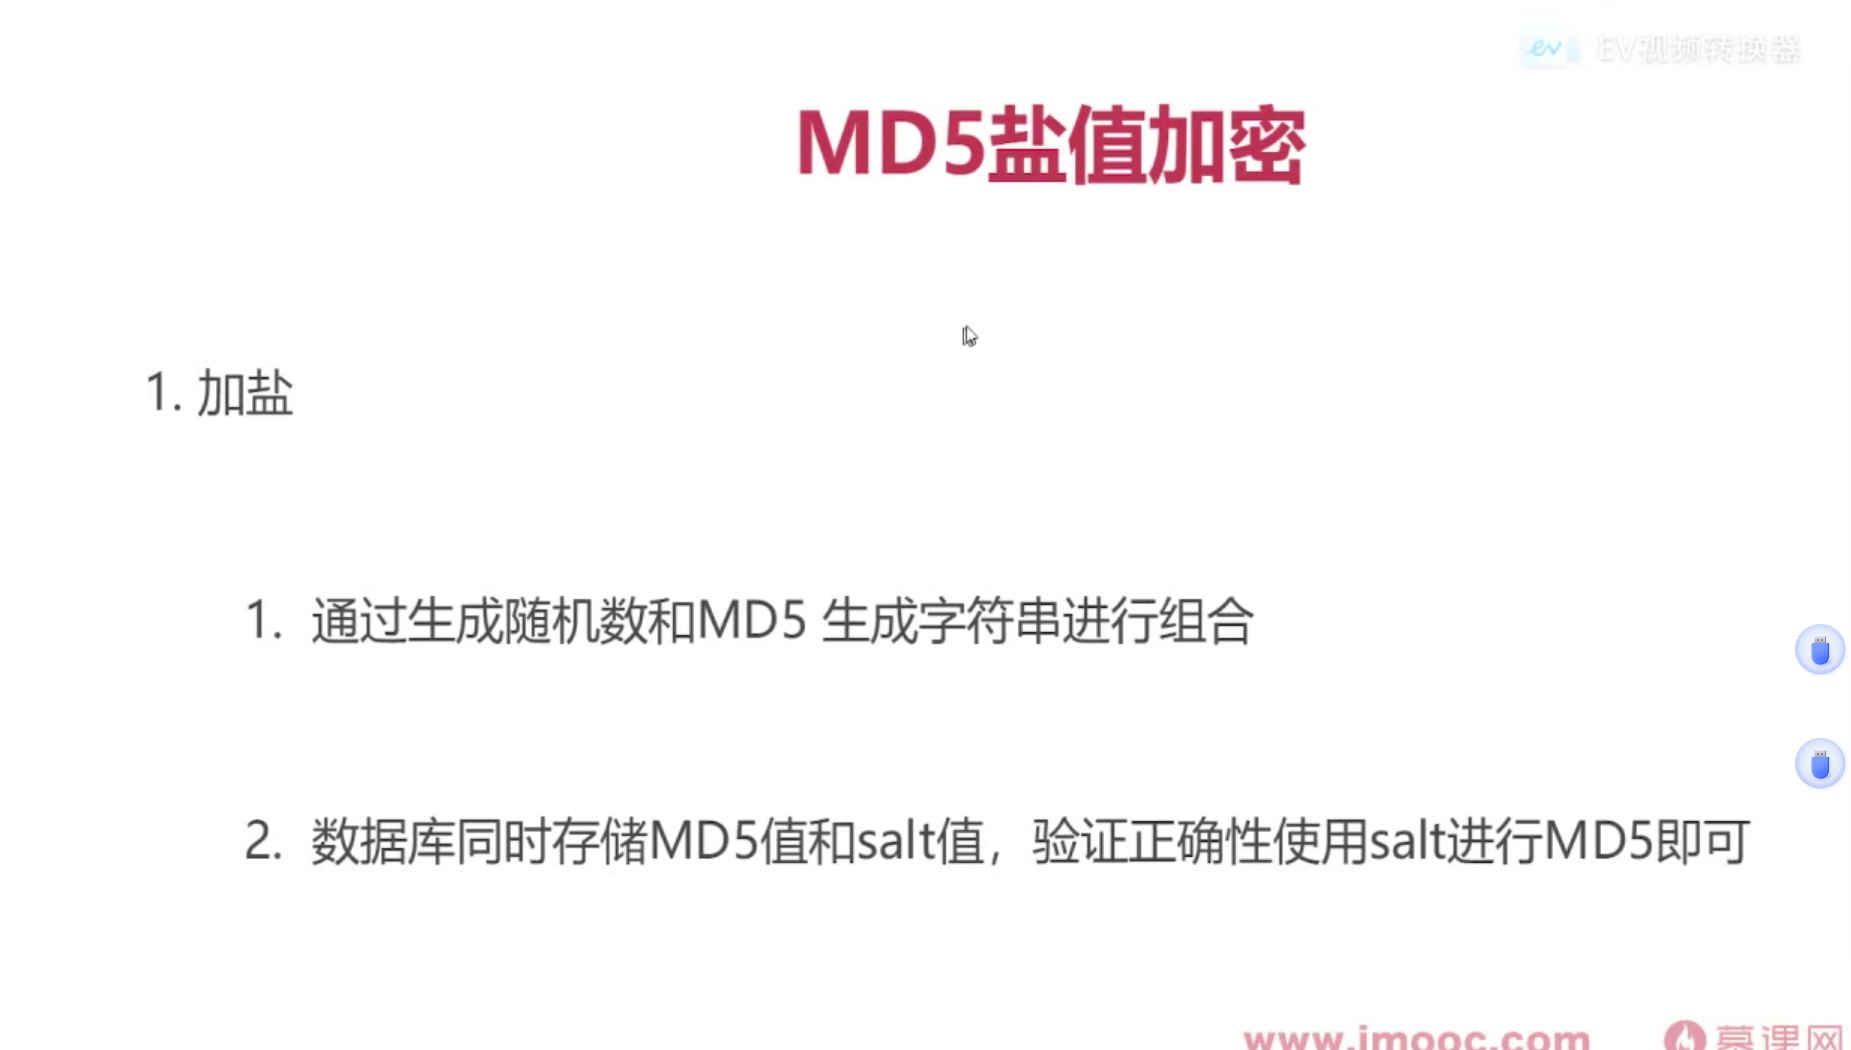 ev EV视频转换器
MD5盐值加密
1. 加盐
1. 通过生成随机数和MD5 生成字符串进行组合
2. 数据库同时存储MD5值和salt值，验证正确性使用salt进行MD5即可
www.imooc.com 慕课网